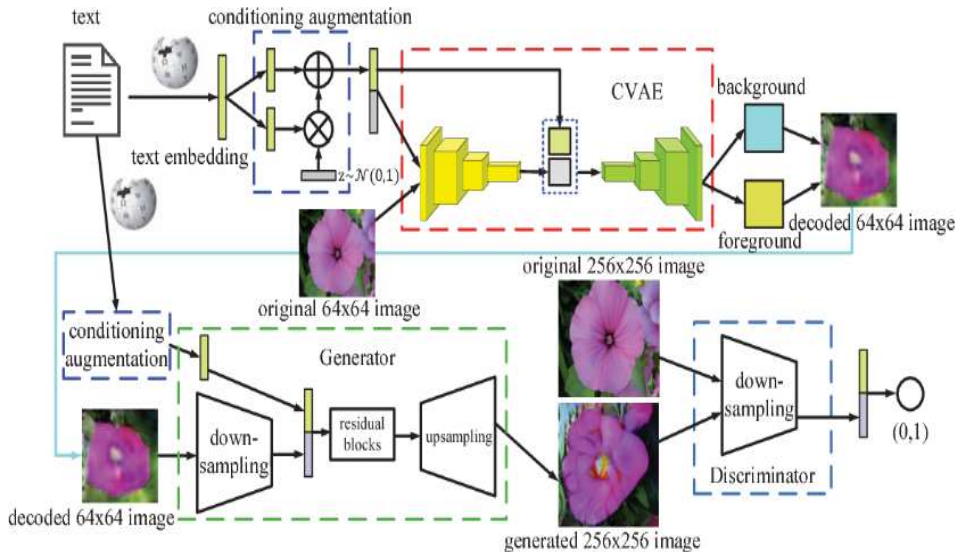 text
conditioning augmentation
CVAE
background
text embedding
z~𝒩(0,1)
foreground
decoded 64x64 image
original 64x64 image
original 256x256 image
conditioning
augmentation
Generator
down-
sampling
residual
blocks
upsampling
down-
sampling
Discriminator
(0,1)
decoded 64x64 image
generated 256x256 image